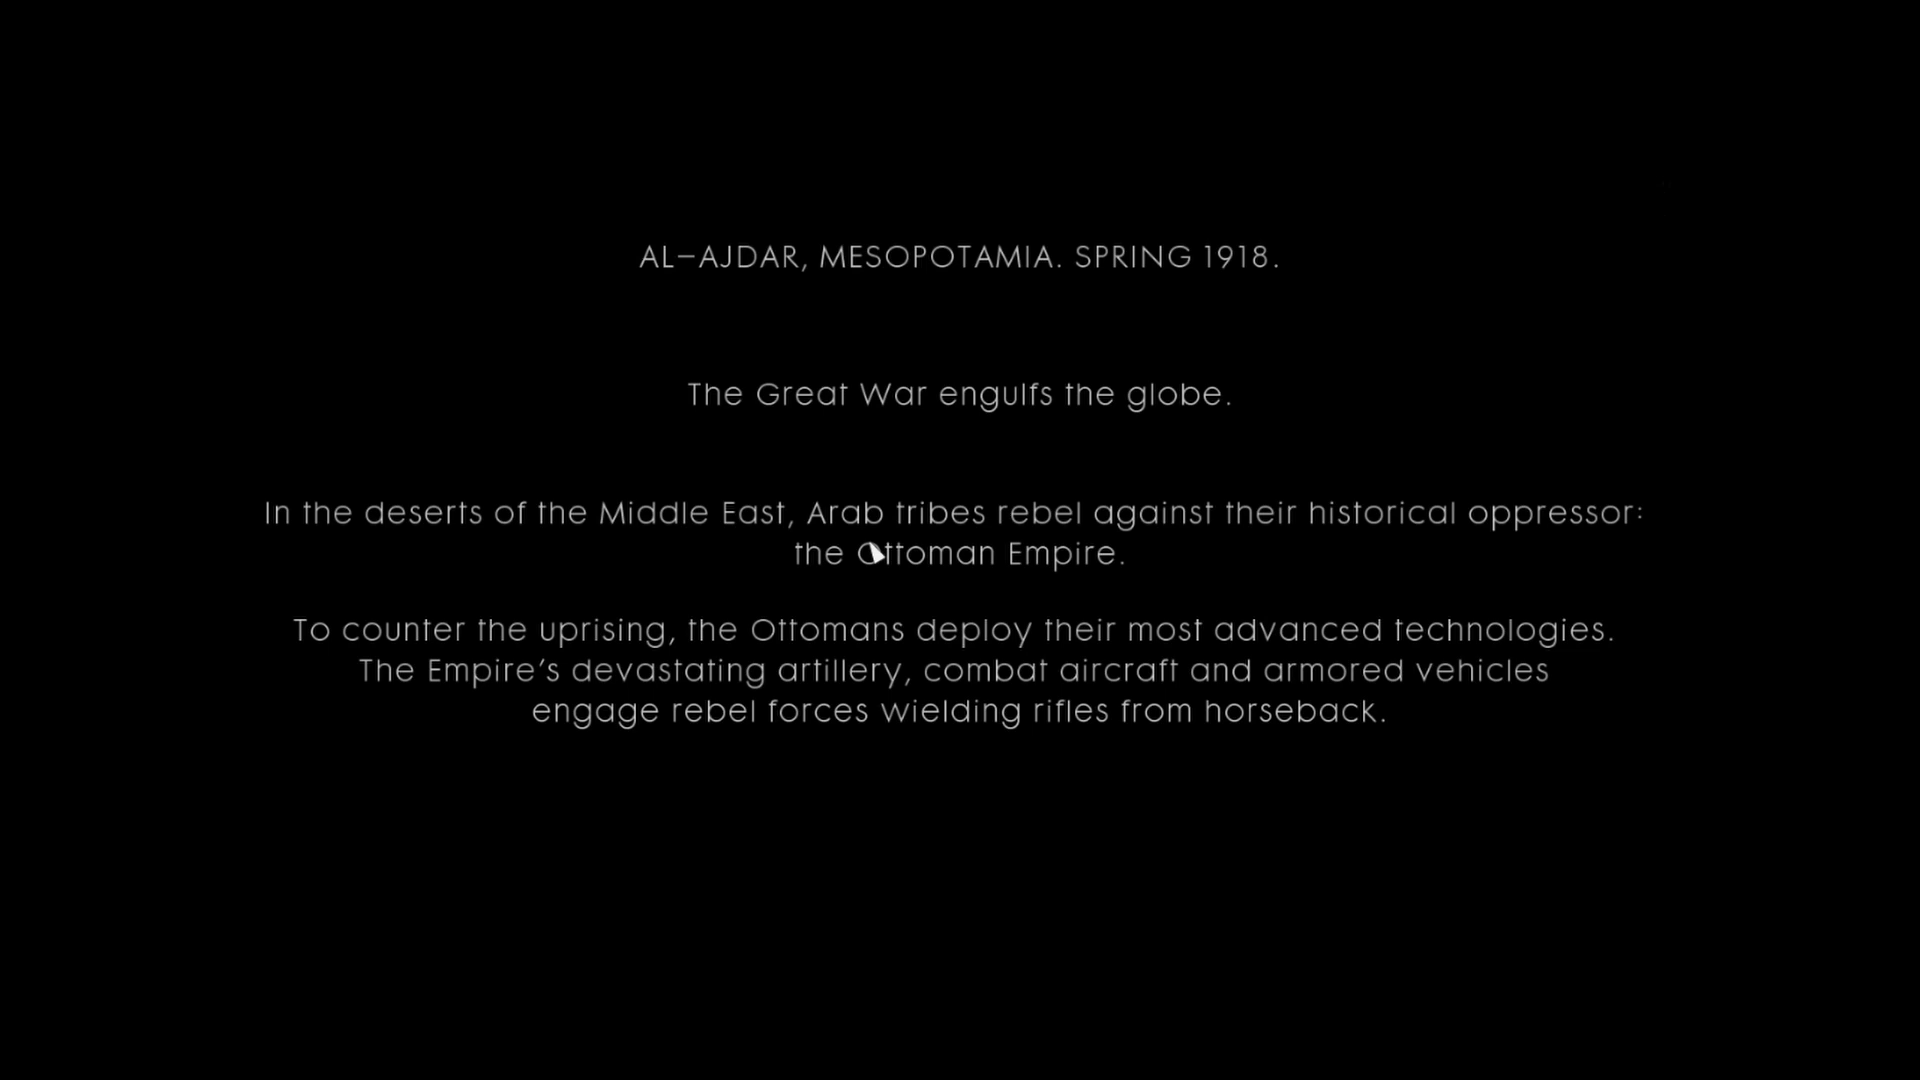 AL–AJDAR, MESOPOTAMIA. SPRING 1918.
The Great War engulfs the globe.
In the deserts of the Middle East, Arab tribes rebel against their historical oppressor:
the Ottoman Empire.
To counter the uprising, the Ottomans deploy their most advanced technologies.
The Empire’s devastating artillery, combat aircraft and armored vehicles
engage rebel forces wielding rifles from horseback.